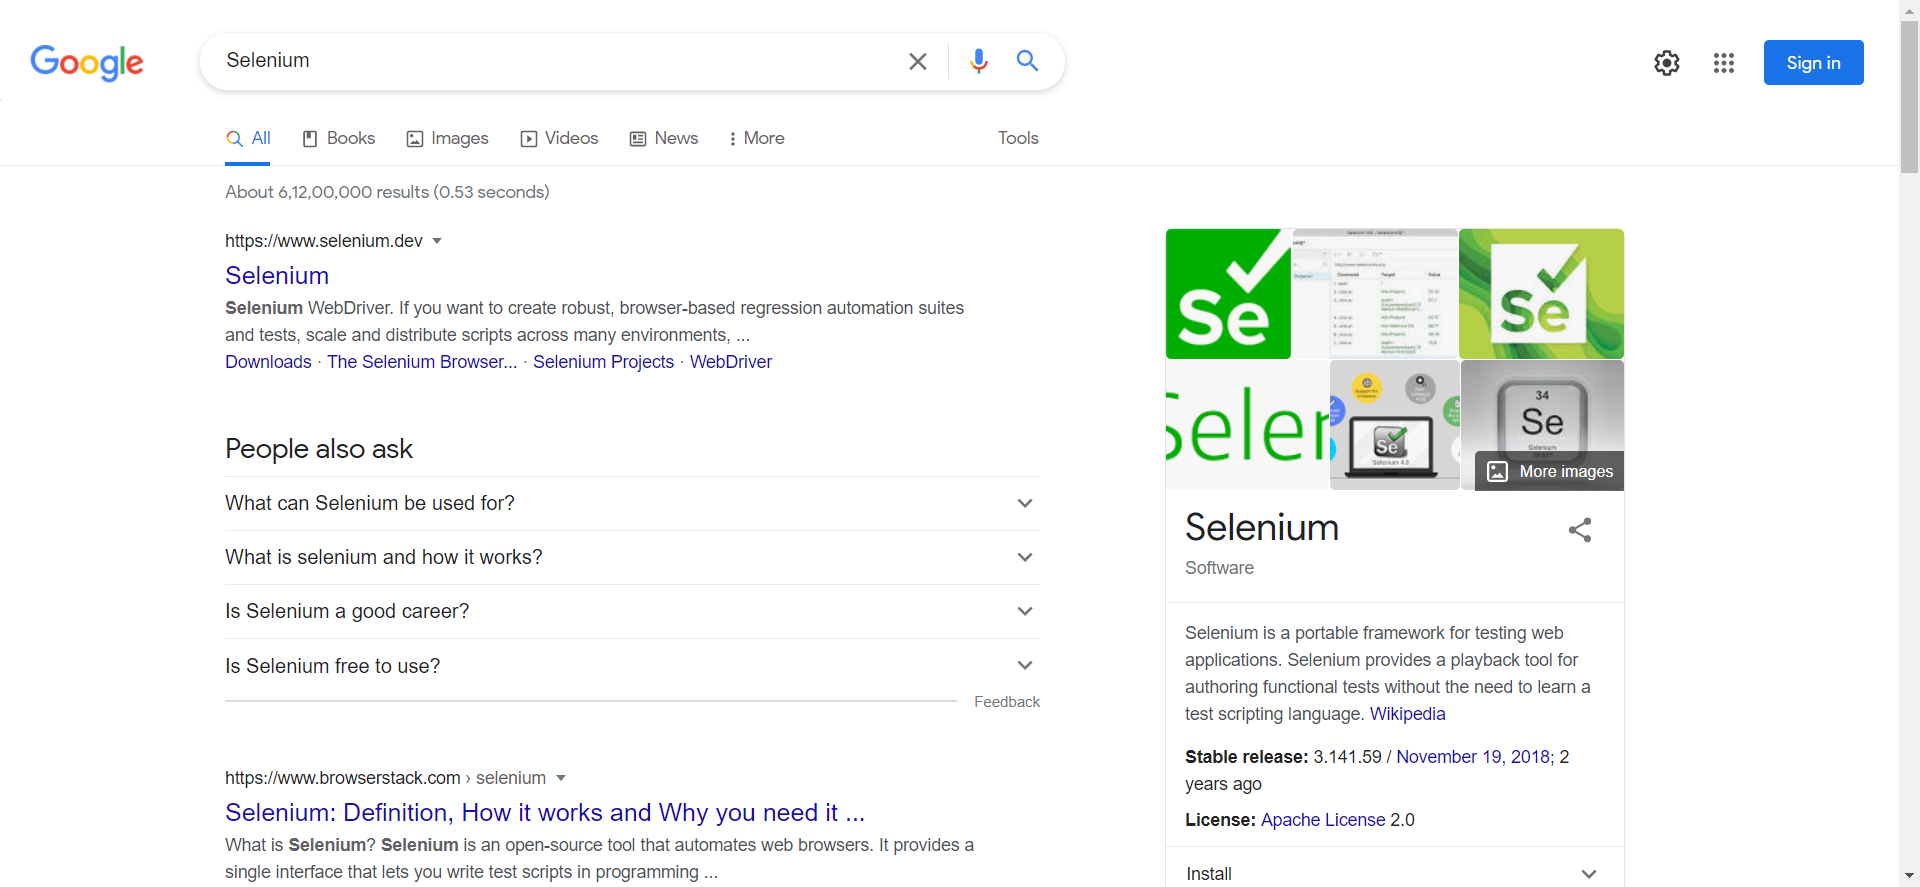 Google
Selenium
Sign in
All
Books
Images
Videos
News
More
Tools
About 6,12,00,000 results (0.53 seconds)
https://www.selenium.dev
Selenium
Selenium WebDriver. If you want to create robust, browser-based regression automation suites
and tests, scale and distribute scripts across many environments, ...
Downloads · The Selenium Browser... · Selenium Projects · WebDriver
People also ask
What can Selenium be used for?
What is selenium and how it works?
Is Selenium a good career?
Is Selenium free to use?
Feedback
https://www.browserstack.com › selenium
Selenium: Definition, How it works and Why you need it ...
What is Selenium? Selenium is an open-source tool that automates web browsers. It provides a
single interface that lets you write test scripts in programming ...
Se
Command Target Value
Se
Selen
Se
Selenium 4.0
34
Se
Selenium
More images
Selenium
Software
Selenium is a portable framework for testing web
applications. Selenium provides a playback tool for
authoring functional tests without the need to learn a
test scripting language. Wikipedia
Stable release: 3.141.59 / November 19, 2018; 2
years ago
License: Apache License 2.0
Install